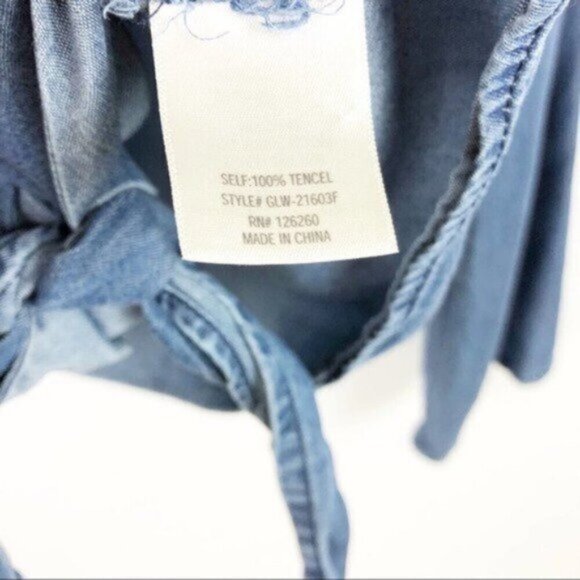 SELF:100% TENCEL
STYLE# GLW-21603F
RN# 126260
MADE IN CHINA